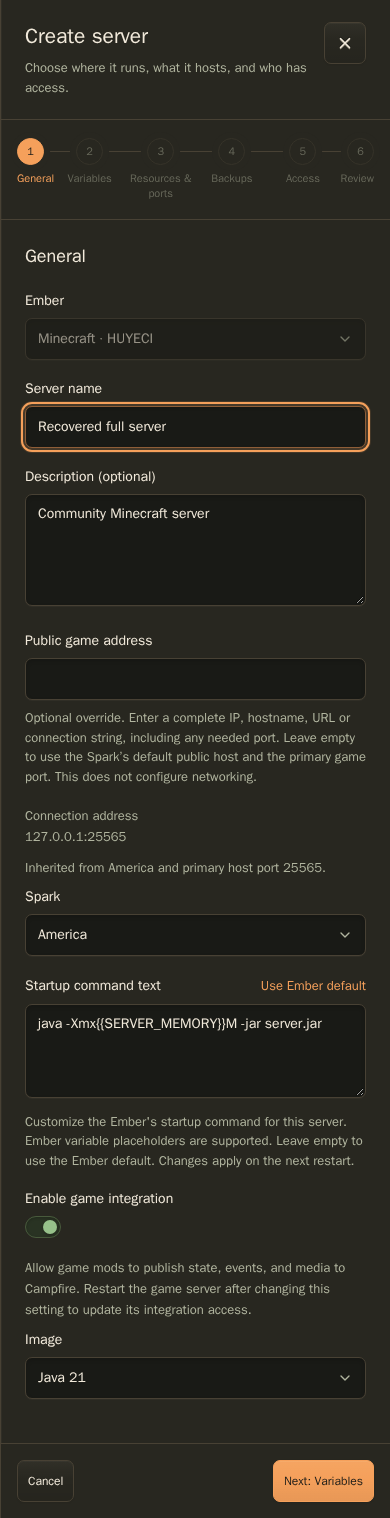 Create server
Choose where it runs, what it hosts, and who has
access.
1
2
3
4
5
6
General
Variables
Resources &
ports
Backups
Access
Review
General
Ember
Minecraft · HUYECI
Server name
Recovered full server
Description (optional)
Community Minecraft server
Public game address
Optional override. Enter a complete IP, hostname, URL or
connection string, including any needed port. Leave empty
to use the Spark's default public host and the primary game
port. This does not configure networking.
Connection address
127.0.0.1:25565
Inherited from America and primary host port 25565.
Spark
America
Startup command text
Use Ember default
java -Xmx{{SERVER_MEMORY}}M -jar server.jar
Customize the Ember's startup command for this server.
Ember variable placeholders are supported. Leave empty to
use the Ember default. Changes apply on the next restart.
Enable game integration
Allow game mods to publish state, events, and media to
Campfire. Restart the game server after changing this
setting to update its integration access.
Image
Java 21
Cancel
Next: Variables